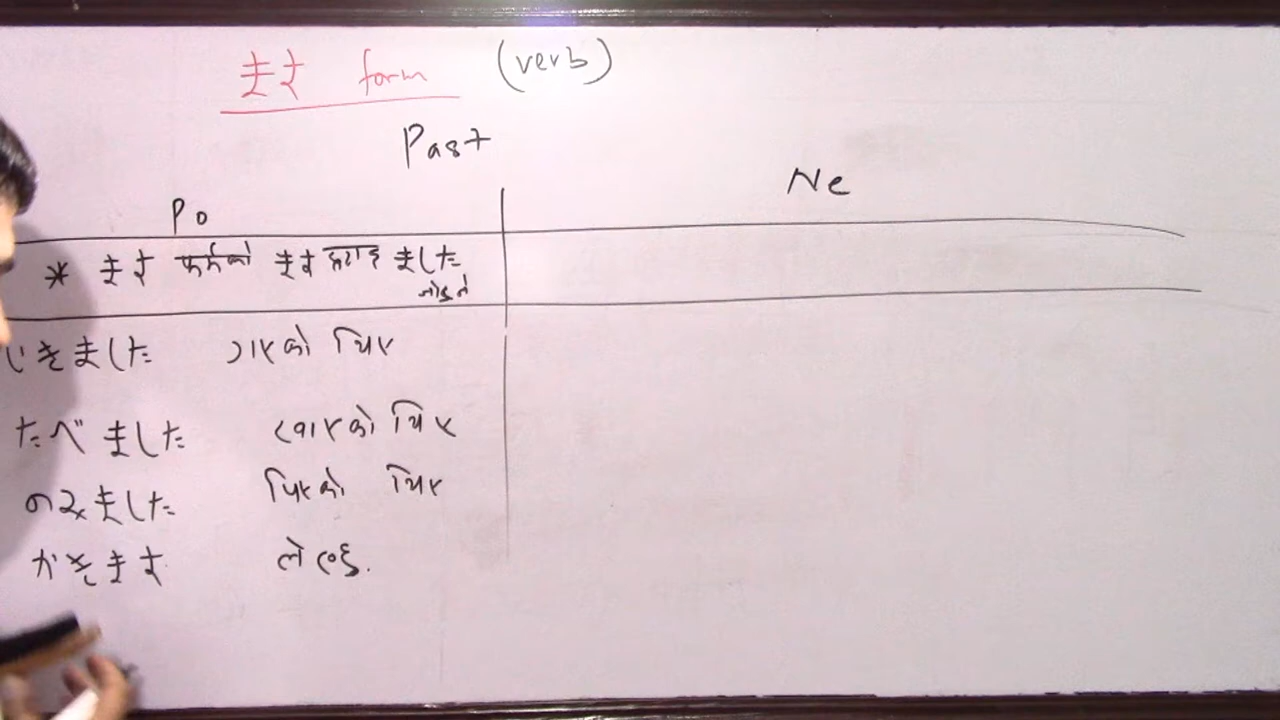 ます form (verb)
Past
Po Ne
* ます फर्मको ます हटाइ ました
जोड्ने
いきました गएको थिए
たべました खाएको थिए
のみました पिएको थिए
かきます लेख्छु.